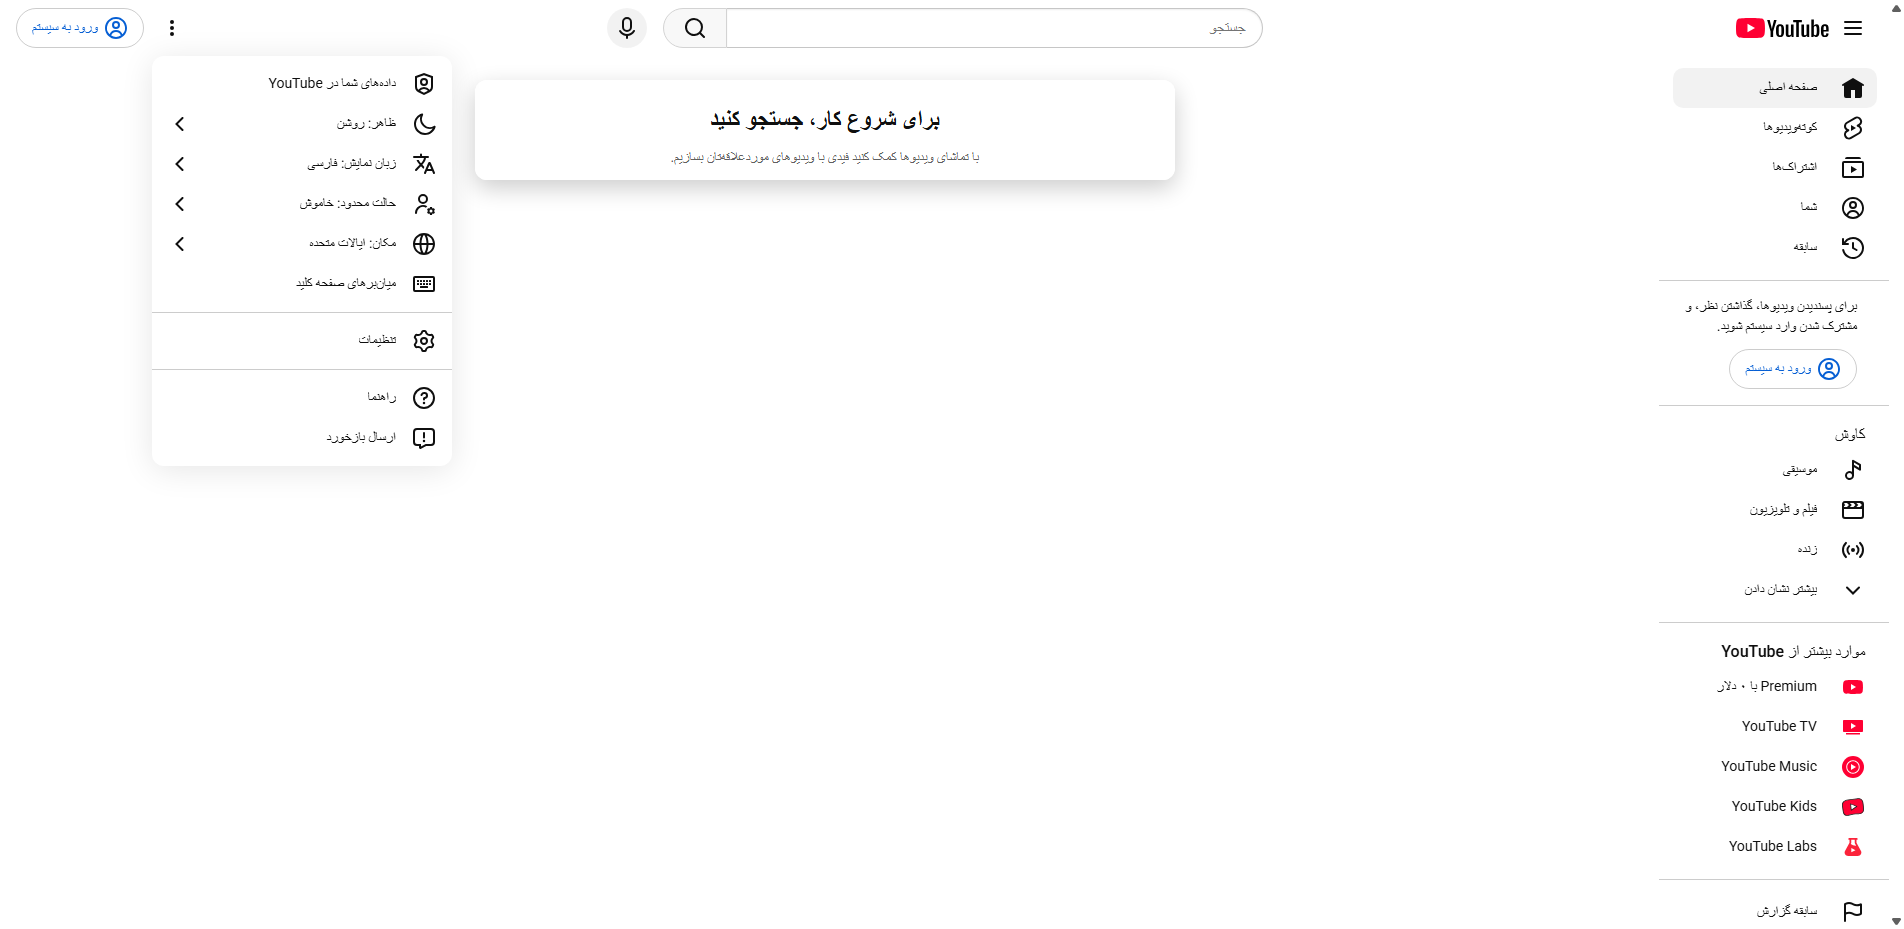 YouTube
جستجو
ورود به سیستم
صفحه اصلی
کوته‌ویدیوها
اشتراک‌ها
شما
سابقه
برای پسندیدن ویدیوها، گذاشتن نظر، و
مشترک شدن وارد سیستم شوید.
ورود به سیستم
کاوش
موسیقی
فیلم و تلویزیون
زنده
بیشتر نشان دادن
موارد بیشتر از YouTube
Premium با ۰ دلار
YouTube TV
YouTube Music
YouTube Kids
YouTube Labs
سابقه گزارش
برای شروع کار، جستجو کنید
با تماشای ویدیوها کمک کنید فیدی با ویدیوهای موردعلاقه‌تان بسازیم.
داده‌های شما در YouTube
ظاهر: روشن
زبان نمایش: فارسی
حالت محدود: خاموش
مکان: ایالات متحده
میان‌برهای صفحه کلید
تنظیمات
راهنما
ارسال بازخورد